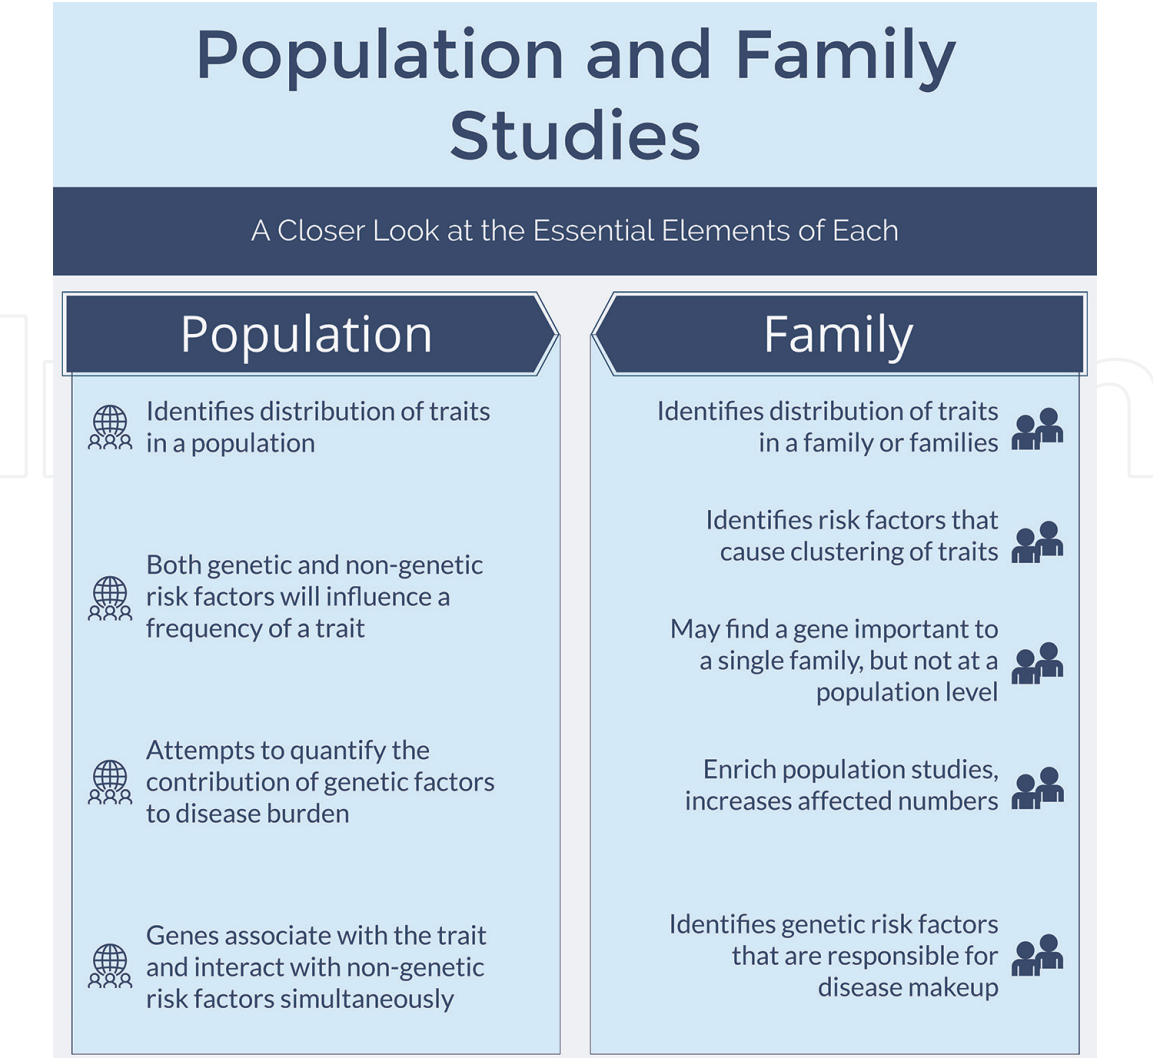 Population and Family
Studies
A Closer Look at the Essential Elements of Each
Population
Identifies distribution of traits
in a population
Both genetic and non-genetic
risk factors will influence a
frequency of a trait
Attempts to quantify the
contribution of genetic factors
to disease burden
Genes associate with the trait
and interact with non-genetic
risk factors simultaneously
Family
Identifies distribution of traits
in a family or families
Identifies risk factors that
cause clustering of traits
May find a gene important to
a single family, but not at a
population level
Enrich population studies,
increases affected numbers
Identifies genetic risk factors
that are responsible for
disease makeup